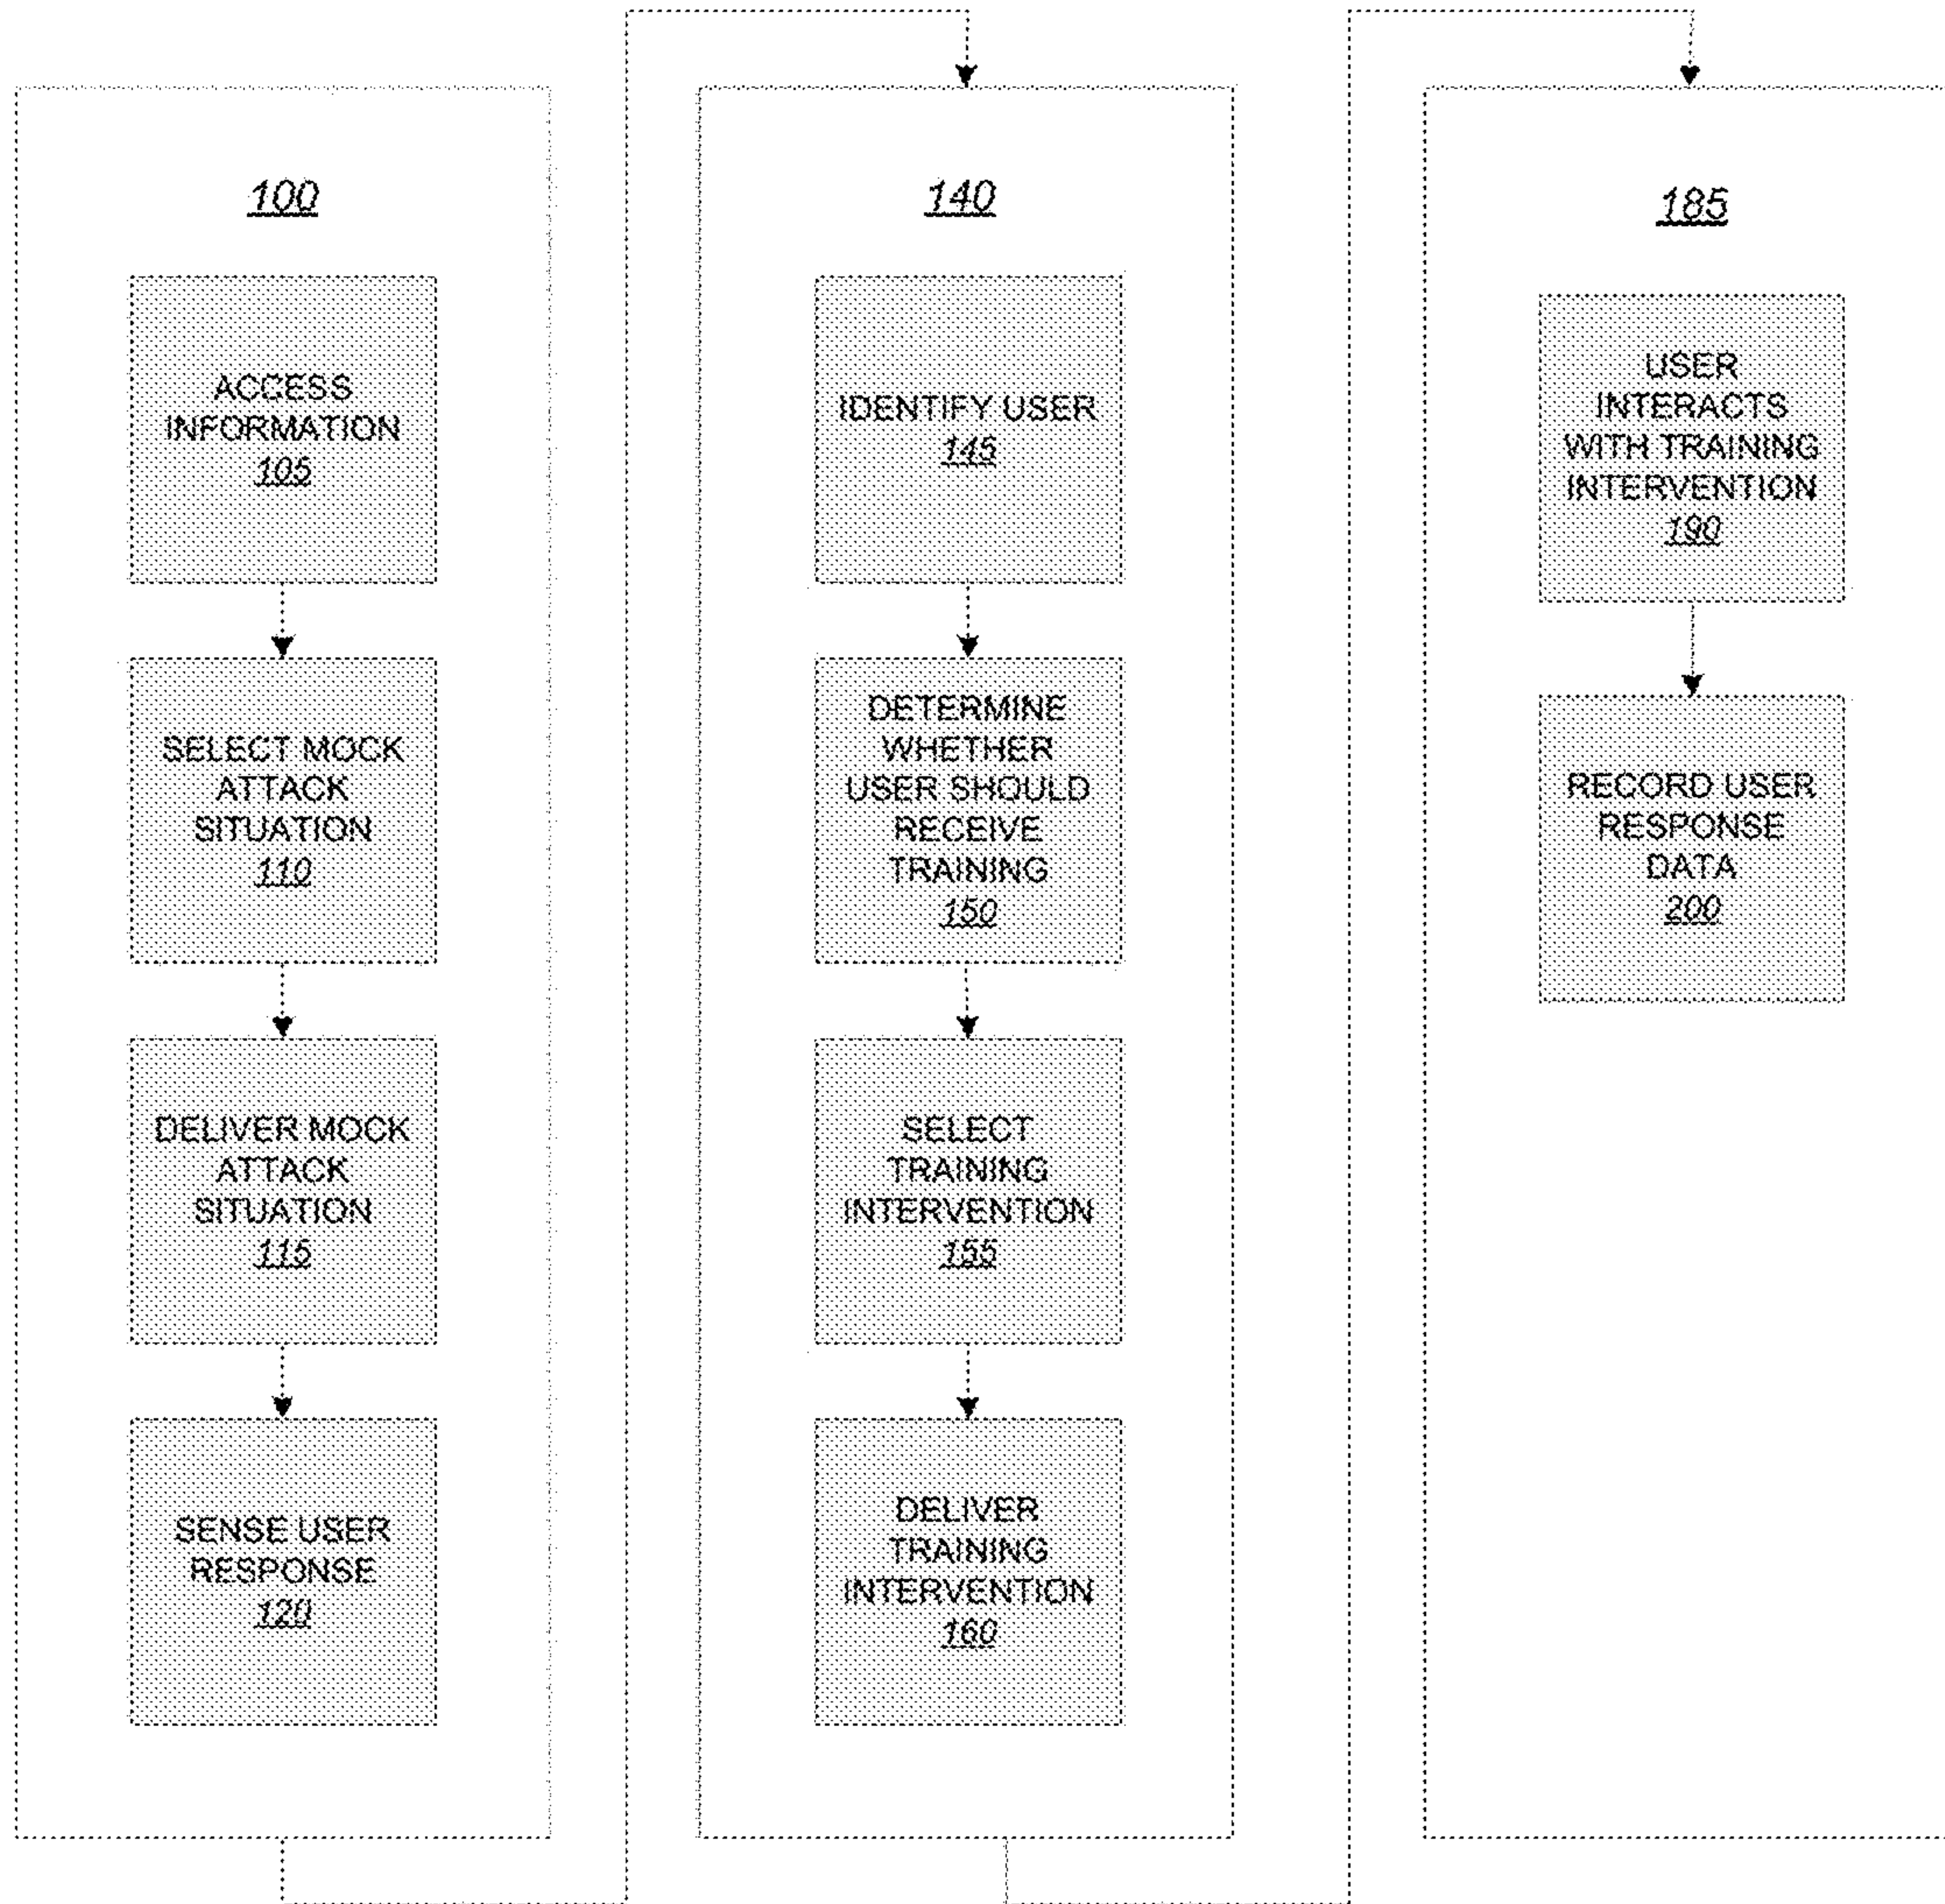 100
ACCESS
INFORMATION
105
SELECT MOCK
ATTACK
SITUATION
110
DELIVER MOCK
ATTACK
SITUATION
115
SENSE USER
RESPONSE
120
140
IDENTIFY USER
145
DETERMINE
WHETHER
USER SHOULD
RECEIVE
TRAINING
150
SELECT
TRAINING
INTERVENTION
155
DELIVER
TRAINING
INTERVENTION
160
185
USER
INTERACTS
WITH TRAINING
INTERVENTION
190
RECORD USER
RESPONSE
DATA
200